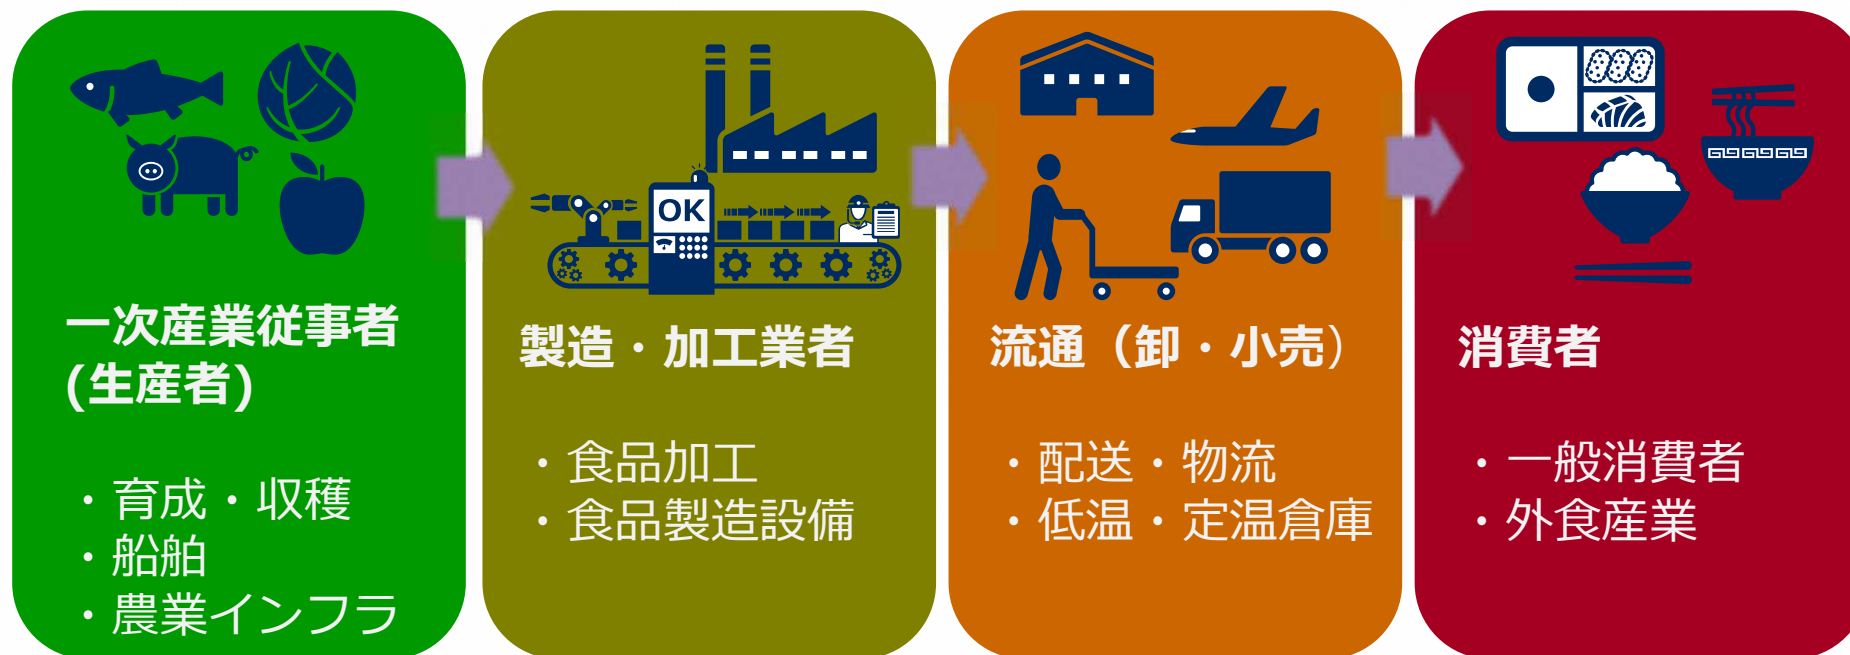 OK
一次産業従事者
(生産者)
・育成・収穫
・船舶
・農業インフラ
製造・加工業者
・食品加工
・食品製造設備
流通（卸・小売）
・配送・物流
・低温・定温倉庫
消費者
・一般消費者
・外食産業